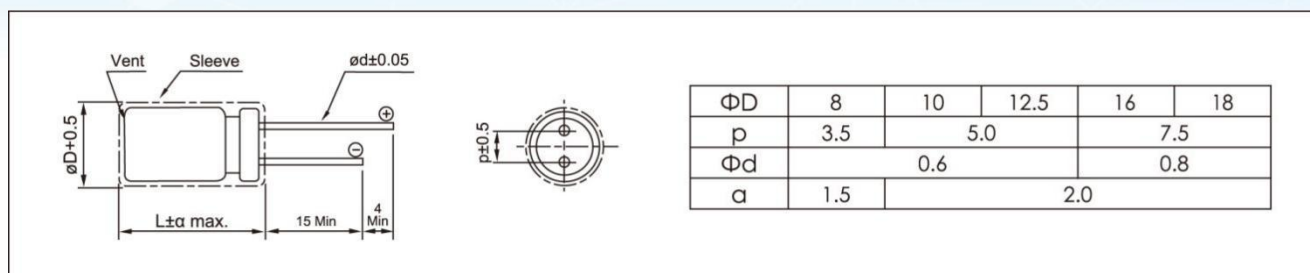 Vent
Sleeve
ød±0.05
⊕
⊖
øD+0.5
L±α max.
15 Min
4 Min
p±0.5
ΦD 8 10 12.5 16 18
p 3.5 5.0 7.5
Φd 0.6 0.8
α 1.5 2.0